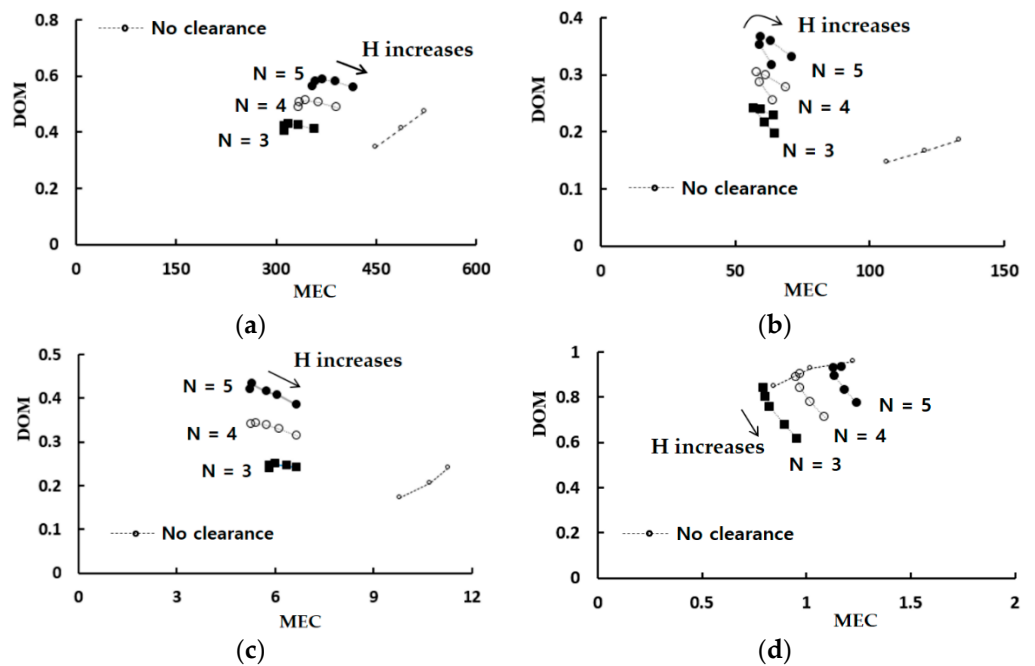 0.8
0.6
0.4
0.2
0
DOM
No clearance
H increases
N = 5
N = 4
N = 3
0 150 300 450 600
MEC
(a)
0.4
0.3
0.2
0.1
0
DOM
H increases
N = 5
N = 4
N = 3
No clearance
0 50 100 150
MEC
(b)
0.5
0.4
0.3
0.2
0.1
0
DOM
H increases
N = 5
N = 4
N = 3
No clearance
0 3 6 9 12
MEC
(c)
1
0.8
0.6
0.4
0.2
0
DOM
N = 5
N = 4
H increases
N = 3
No clearance
0 0.5 1 1.5 2
MEC
(d)